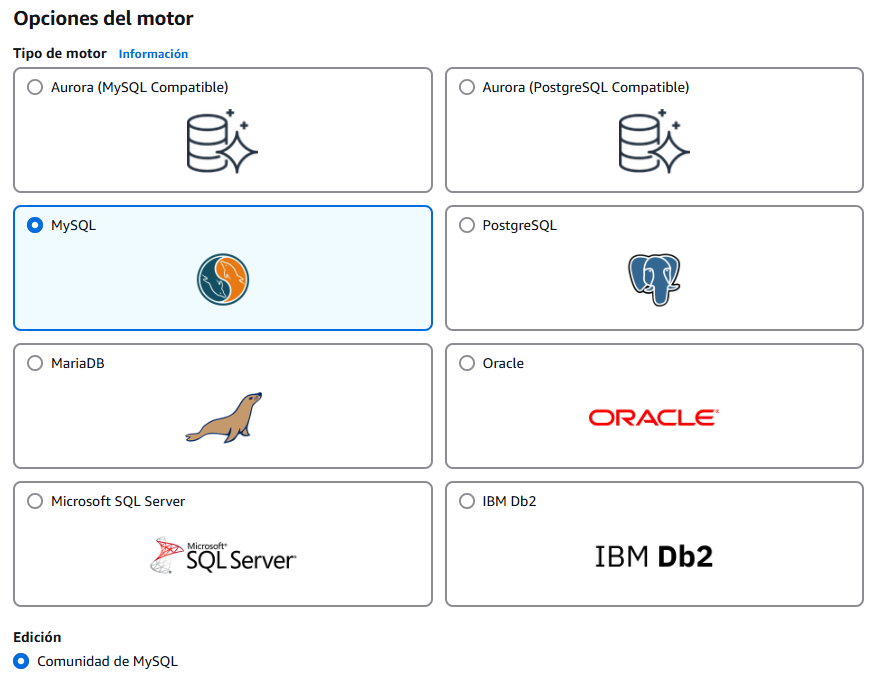 Opciones del motor
Tipo de motor Información
Aurora (MySQL Compatible)
Aurora (PostgreSQL Compatible)
MySQL
PostgreSQL
MariaDB
Oracle
ORACLE®
Microsoft SQL Server
Microsoft®
SQL Server®
IBM Db2
IBM Db2
Edición
Comunidad de MySQL